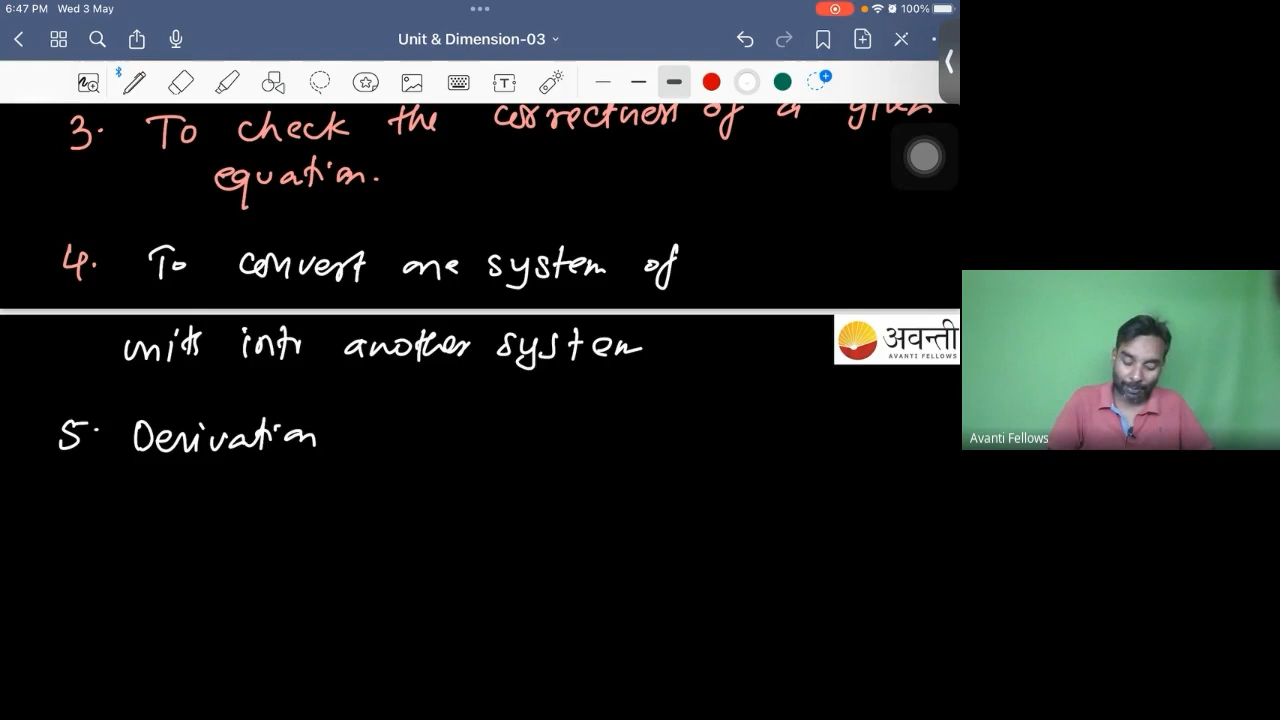 6:47 PM Wed 3 May
100%
Unit & Dimension-03
3. To check the correctness of a given
equation.
4. To convert one system of
units into another system
अवन्ती
AVANTI FELLOWS
5. Derivation
Avanti Fellows